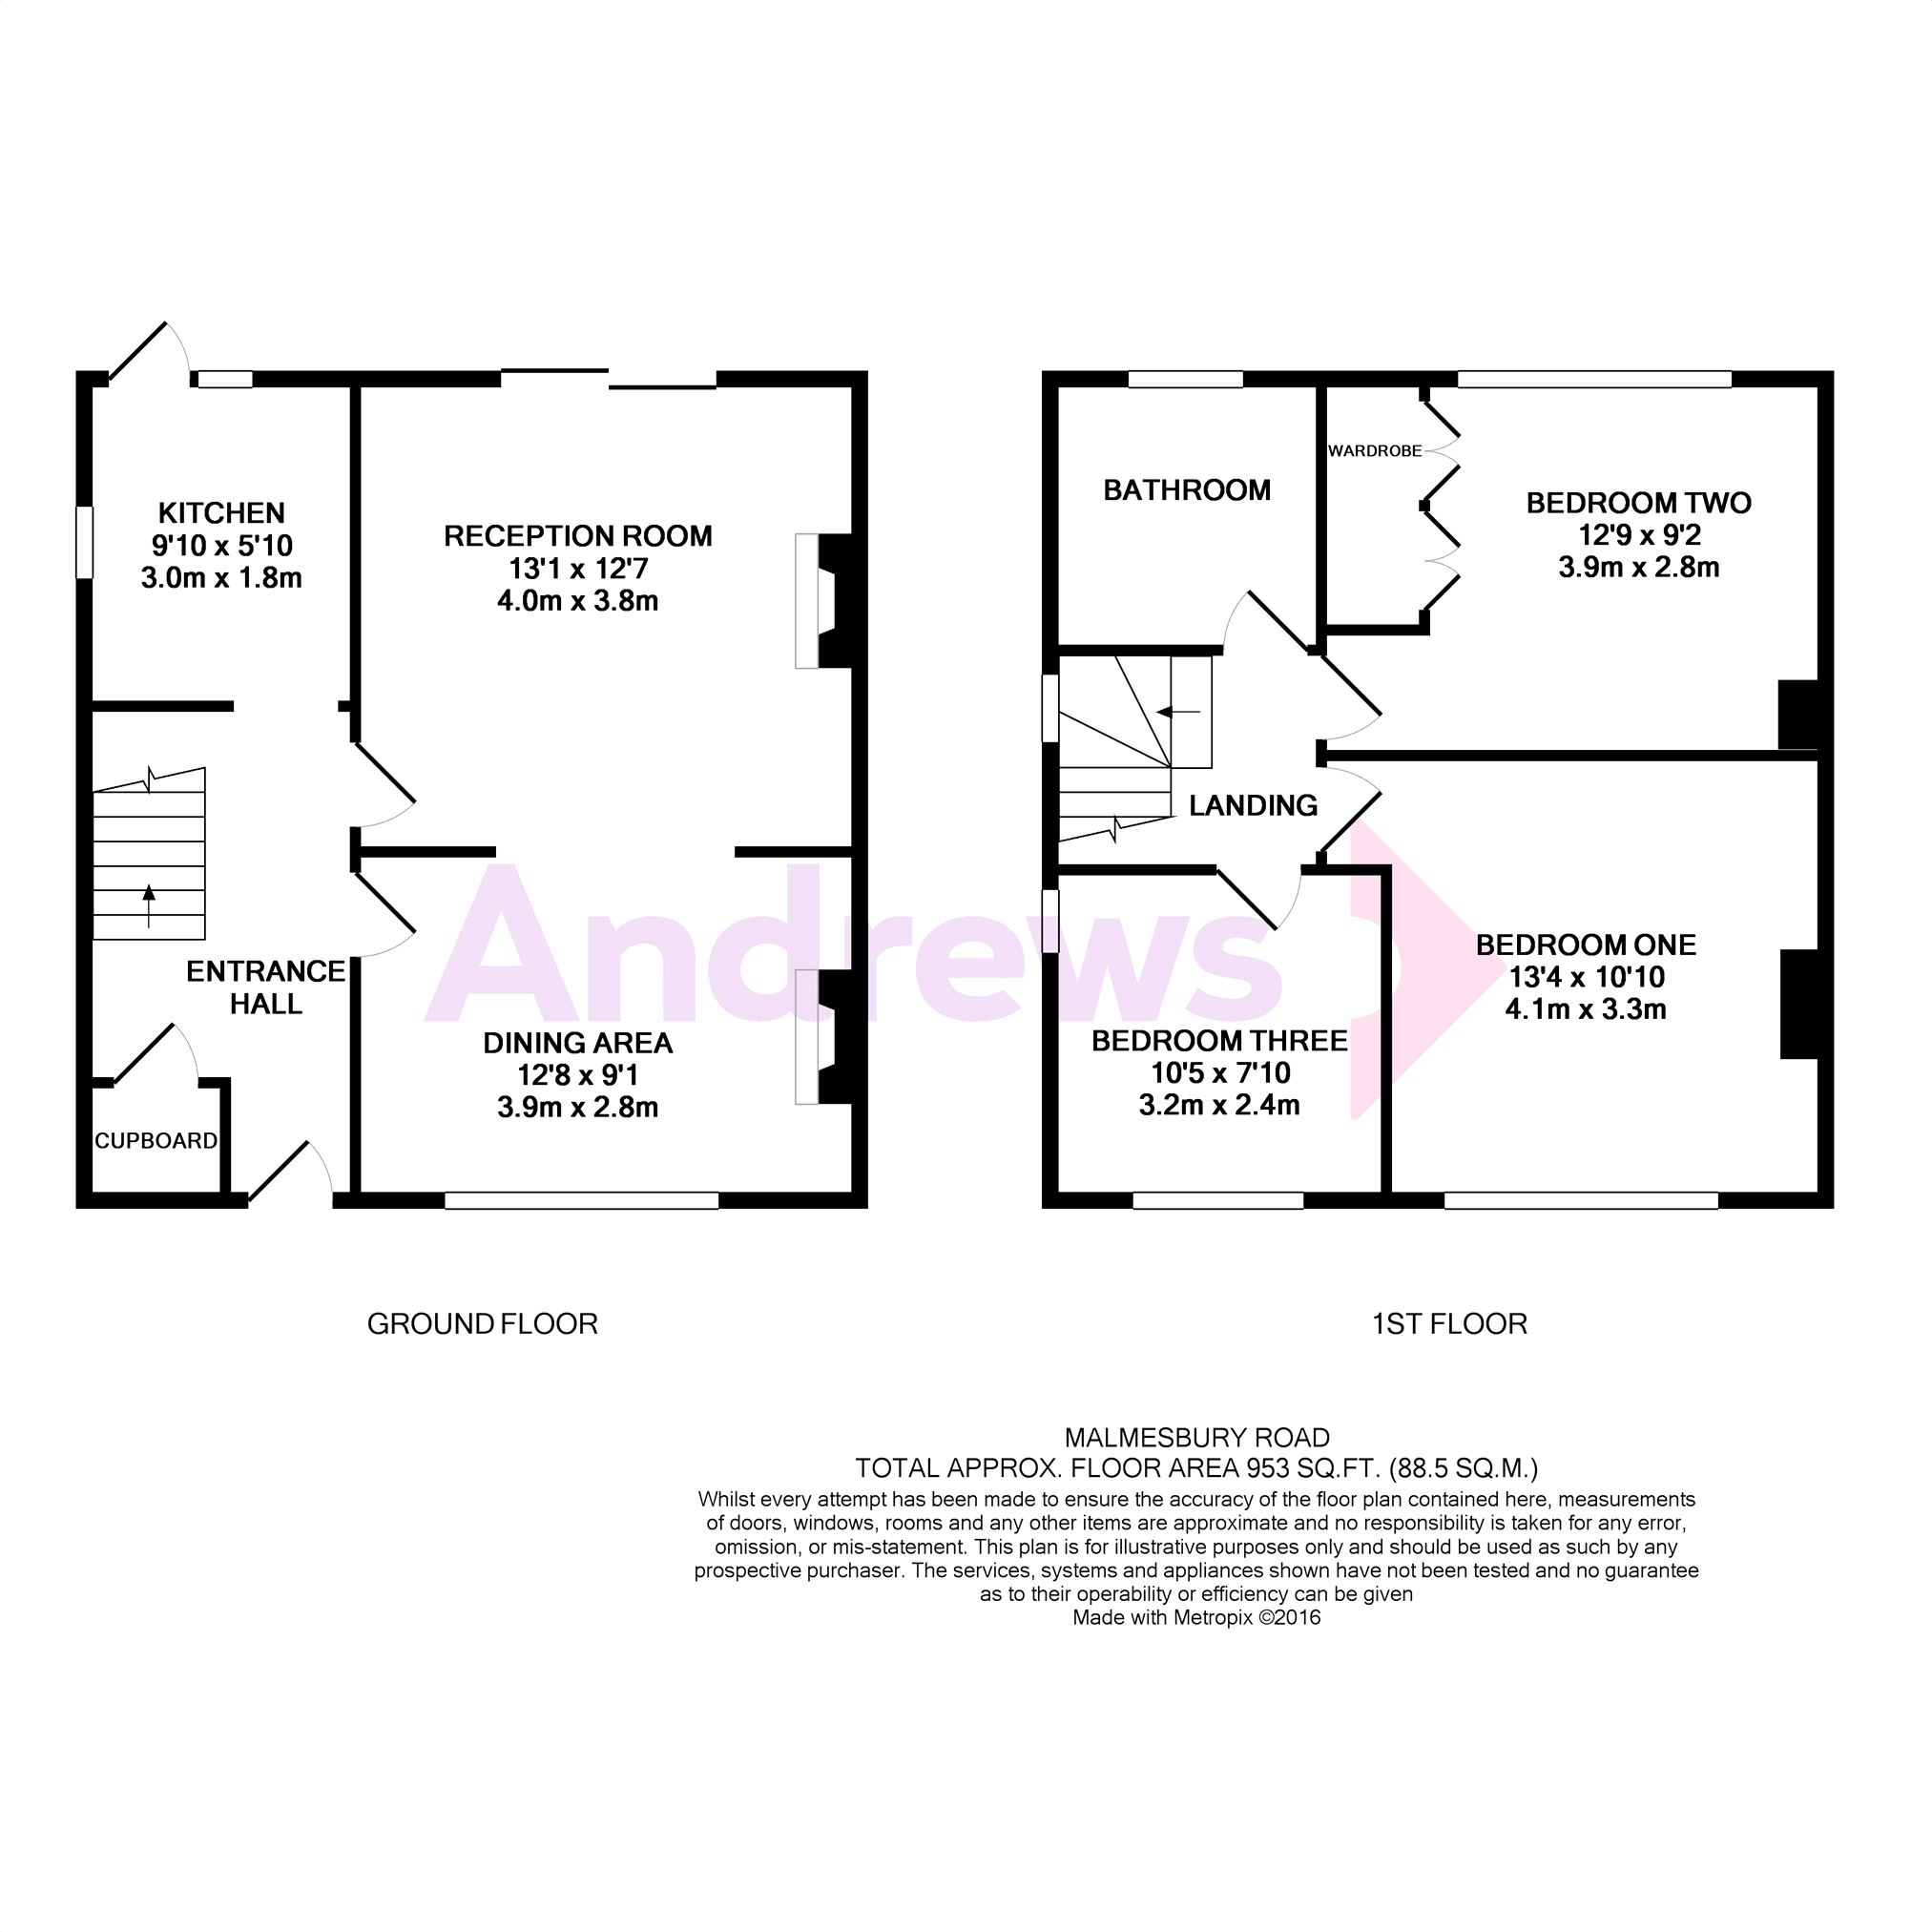 KITCHEN
9'10 x 5'10
3.0m x 1.8m
RECEPTION ROOM
13'1 x 12'7
4.0m x 3.8m
ENTRANCE
HALL
DINING AREA
12'8 x 9'1
3.9m x 2.8m
CUPBOARD
GROUND FLOOR
BATHROOM
WARDROBE
BEDROOM TWO
12'9 x 9'2
3.9m x 2.8m
LANDING
BEDROOM ONE
13'4 x 10'10
4.1m x 3.3m
BEDROOM THREE
10'5 x 7'10
3.2m x 2.4m
1ST FLOOR
Andrews
MALMESBURY ROAD
TOTAL APPROX. FLOOR AREA 953 SQ.FT. (88.5 SQ.M.)
Whilst every attempt has been made to ensure the accuracy of the floor plan contained here, measurements
of doors, windows, rooms and any other items are approximate and no responsibility is taken for any error,
omission, or mis-statement. This plan is for illustrative purposes only and should be used as such by any
prospective purchaser. The services, systems and appliances shown have not been tested and no guarantee
as to their operability or efficiency can be given
Made with Metropix ©2016